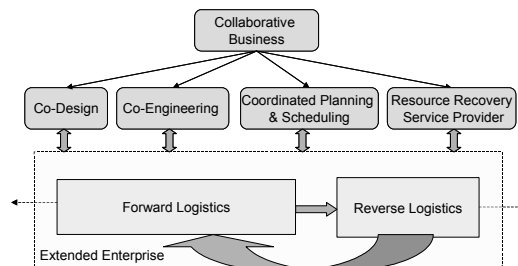 Collaborative
Business
Co-Design
Co-Engineering
Coordinated Planning
& Scheduling
Resource Recovery
Service Provider
Forward Logistics
Reverse Logistics
Extended Enterprise